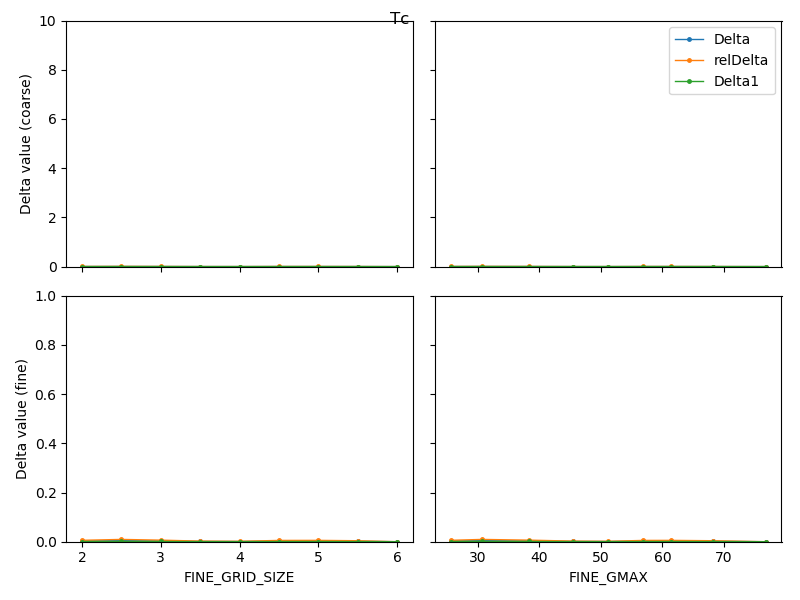 Tc
10
8
6
4
2
0
Delta value (coarse)
Delta
relDelta
Delta1
1.0
0.8
0.6
0.4
0.2
0.0
Delta value (fine)
2 3 4 5 6
FINE_GRID_SIZE
30 40 50 60 70
FINE_GMAX